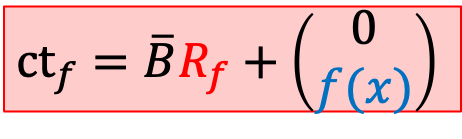 ct_f = B̄R_f + (0
f(x))